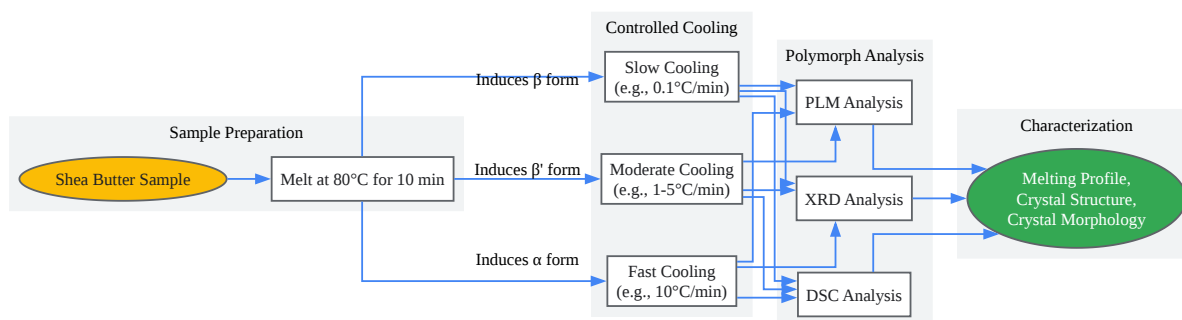 Sample Preparation
Shea Butter Sample
Melt at 80°C for 10 min
Induces β form
Induces β' form
Induces α form
Controlled Cooling
Slow Cooling
(e.g., 0.1°C/min)
Moderate Cooling
(e.g., 1-5°C/min)
Fast Cooling
(e.g., 10°C/min)
Polymorph Analysis
PLM Analysis
XRD Analysis
DSC Analysis
Characterization
Melting Profile,
Crystal Structure,
Crystal Morphology